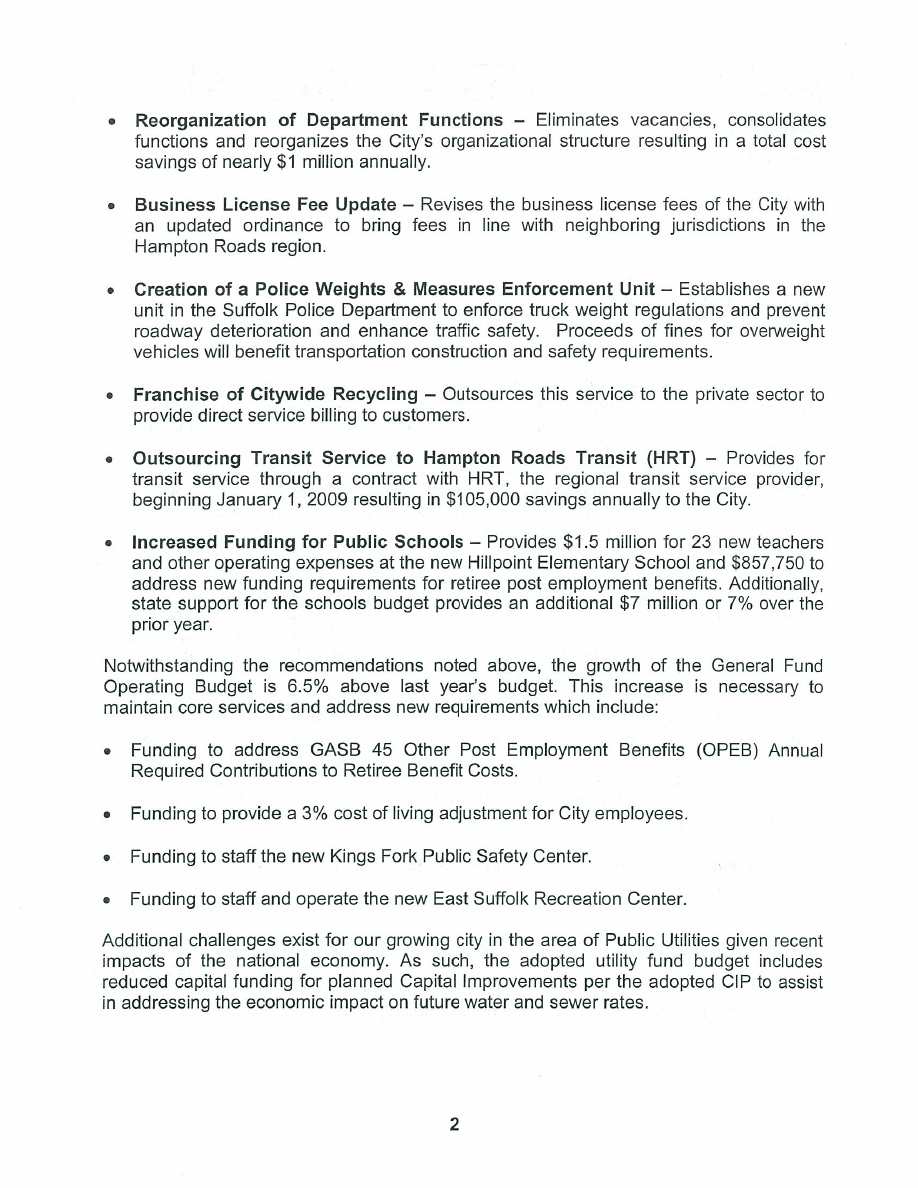 • Reorganization of Department Functions – Eliminates vacancies, consolidates
functions and reorganizes the City's organizational structure resulting in a total cost
savings of nearly $1 million annually.
• Business License Fee Update – Revises the business license fees of the City with
an updated ordinance to bring fees in line with neighboring jurisdictions in the
Hampton Roads region.
• Creation of a Police Weights & Measures Enforcement Unit – Establishes a new
unit in the Suffolk Police Department to enforce truck weight regulations and prevent
roadway deterioration and enhance traffic safety. Proceeds of fines for overweight
vehicles will benefit transportation construction and safety requirements.
• Franchise of Citywide Recycling – Outsources this service to the private sector to
provide direct service billing to customers.
• Outsourcing Transit Service to Hampton Roads Transit (HRT) – Provides for
transit service through a contract with HRT, the regional transit service provider,
beginning January 1, 2009 resulting in $105,000 savings annually to the City.
• Increased Funding for Public Schools – Provides $1.5 million for 23 new teachers
and other operating expenses at the new Hillpoint Elementary School and $857,750 to
address new funding requirements for retiree post employment benefits. Additionally,
state support for the schools budget provides an additional $7 million or 7% over the
prior year.
Notwithstanding the recommendations noted above, the growth of the General Fund
Operating Budget is 6.5% above last year's budget. This increase is necessary to
maintain core services and address new requirements which include:
• Funding to address GASB 45 Other Post Employment Benefits (OPEB) Annual
Required Contributions to Retiree Benefit Costs.
• Funding to provide a 3% cost of living adjustment for City employees.
• Funding to staff the new Kings Fork Public Safety Center.
• Funding to staff and operate the new East Suffolk Recreation Center.
Additional challenges exist for our growing city in the area of Public Utilities given recent
impacts of the national economy. As such, the adopted utility fund budget includes
reduced capital funding for planned Capital Improvements per the adopted CIP to assist
in addressing the economic impact on future water and sewer rates.
2